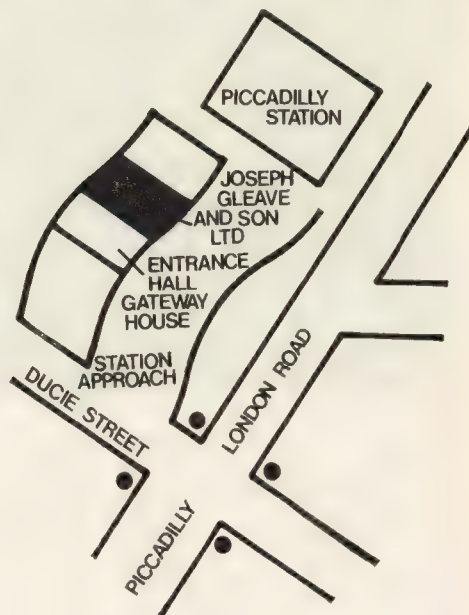 PICCADILLY
STATION
JOSEPH
GLEAVE
AND SON
LTD
ENTRANCE
HALL
GATEWAY
HOUSE
STATION
APPROACH
DUCIE STREET
LONDON ROAD
PICCADILLY